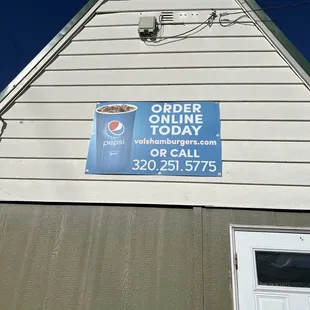 ORDER
ONLINE
TODAY
valshamburgers.com
OR CALL
320.251.5775
pepsi